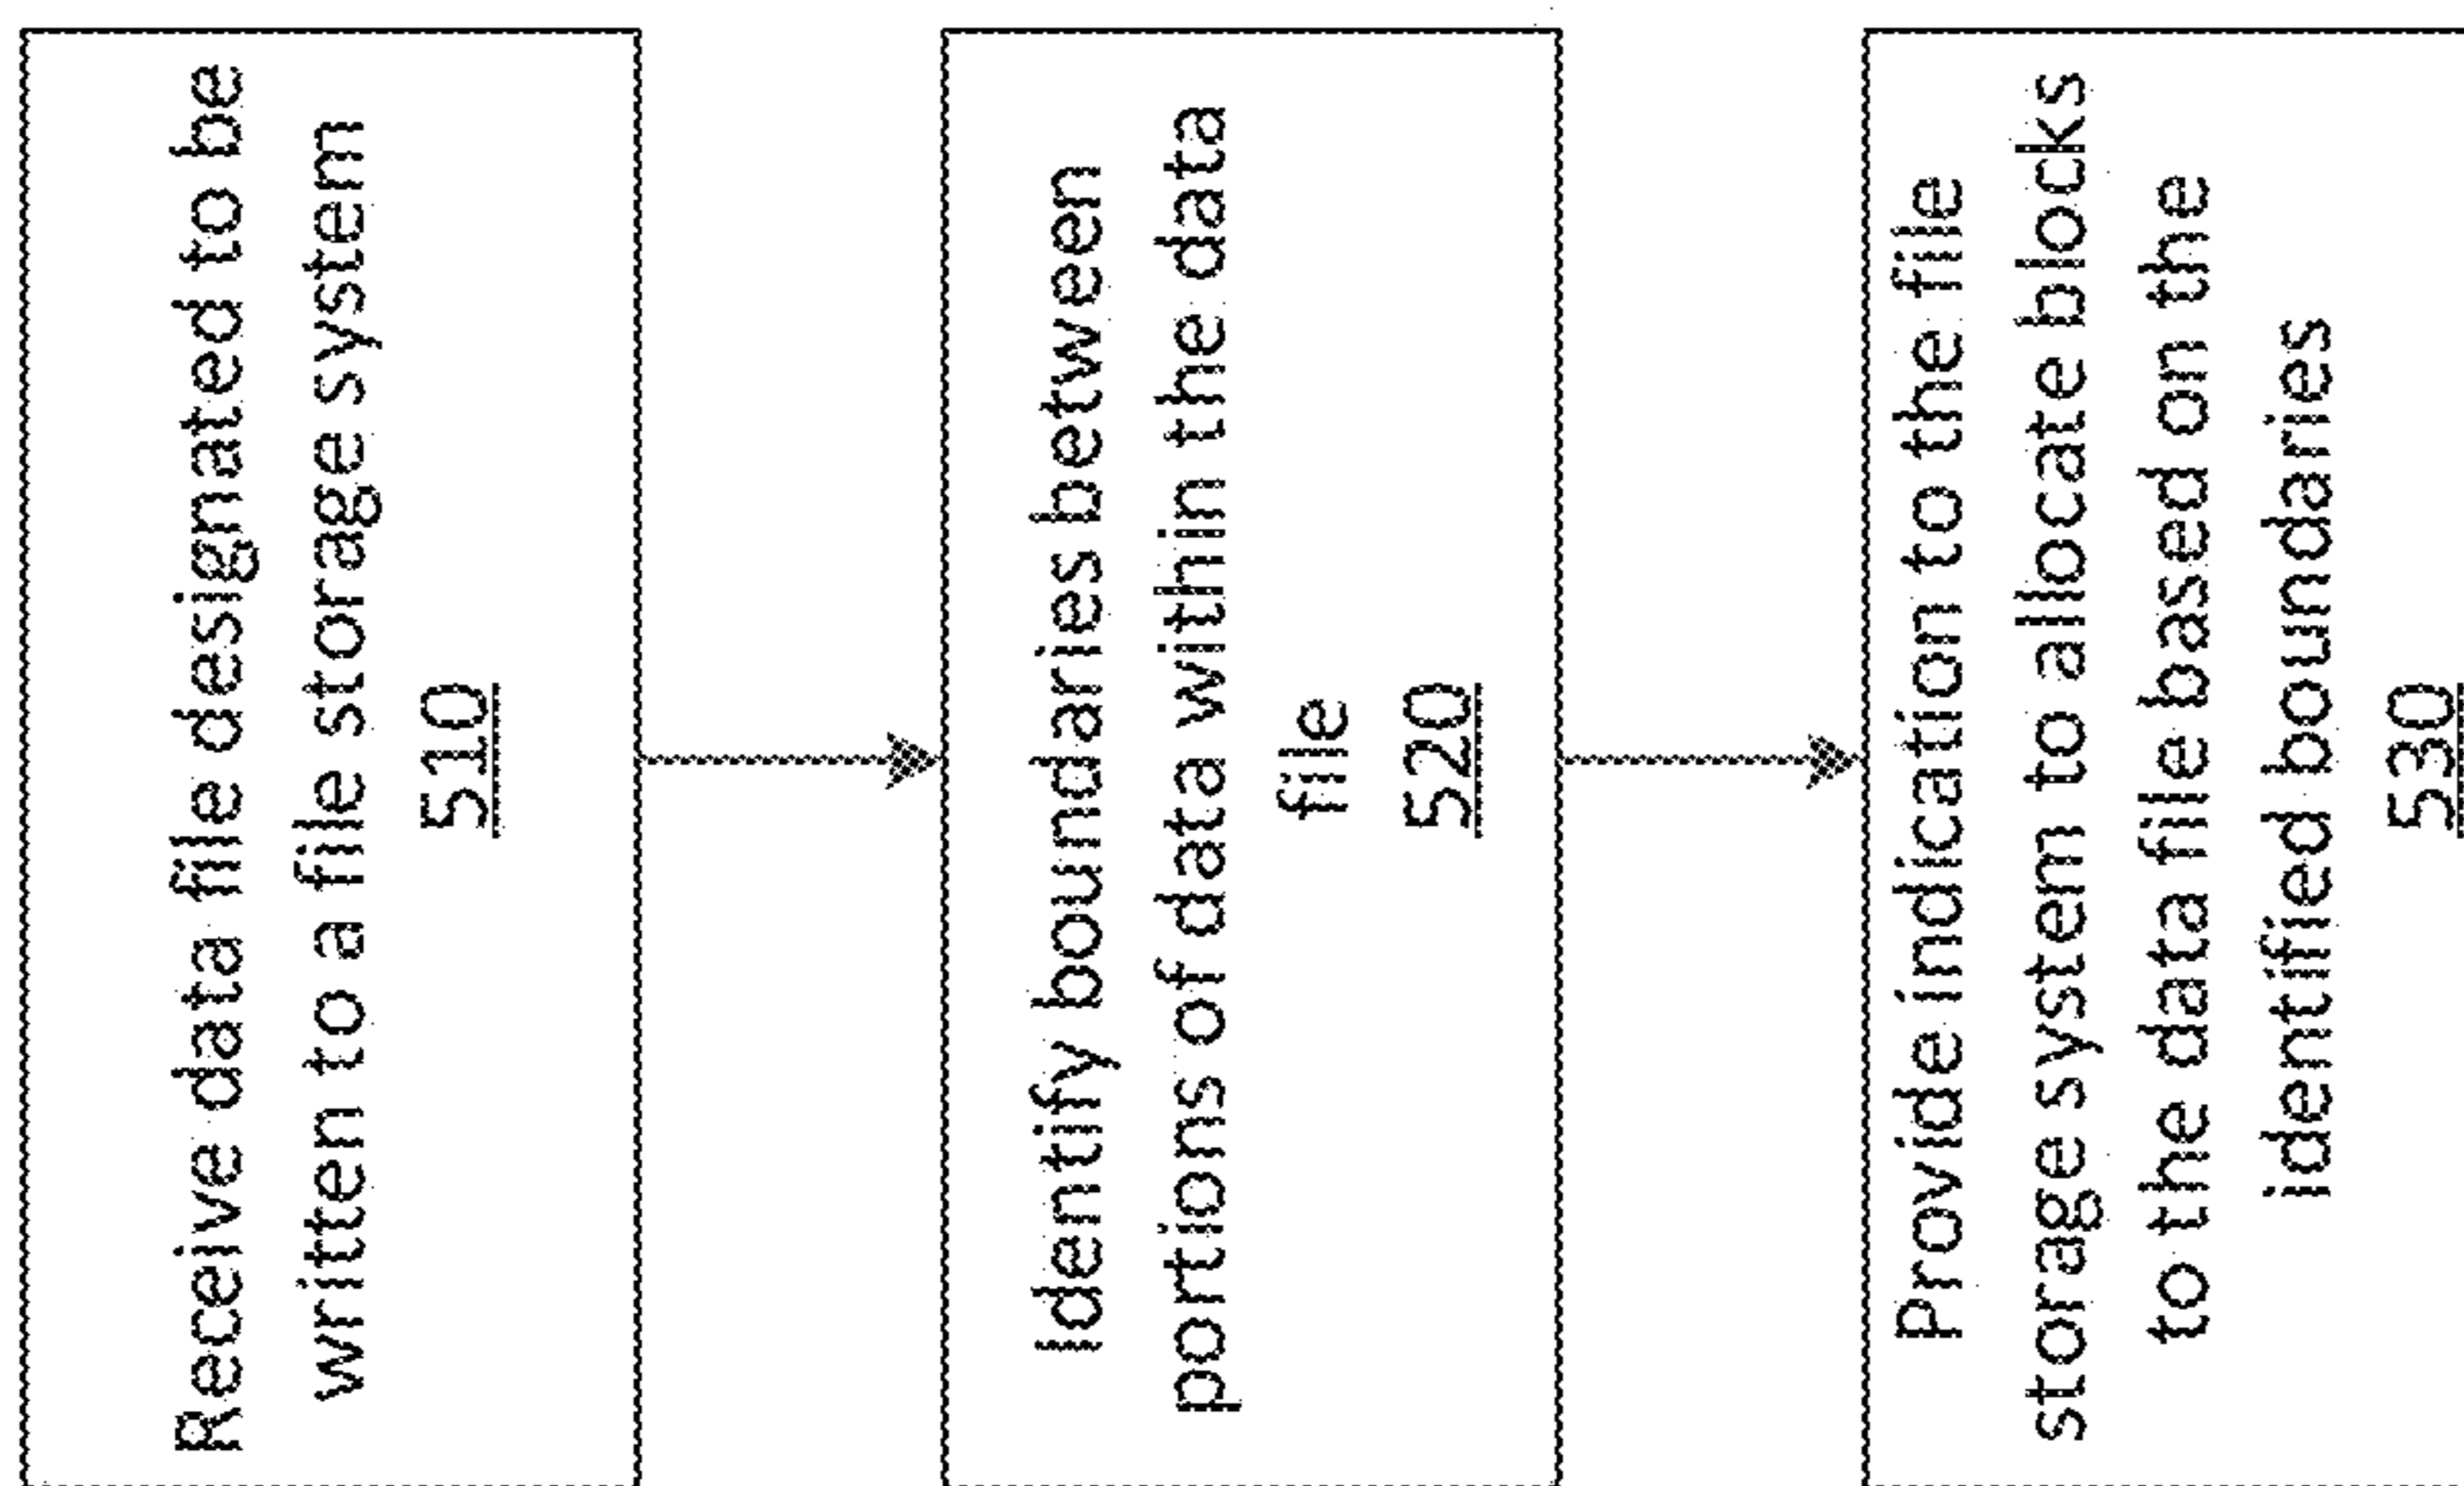 Receive data file designated to be
written to a file storage system
510
Identify boundaries between
portions of data within the data
file
520
Provide indication to the file
storage system to allocate blocks
to the data file based on the
identified boundaries
530